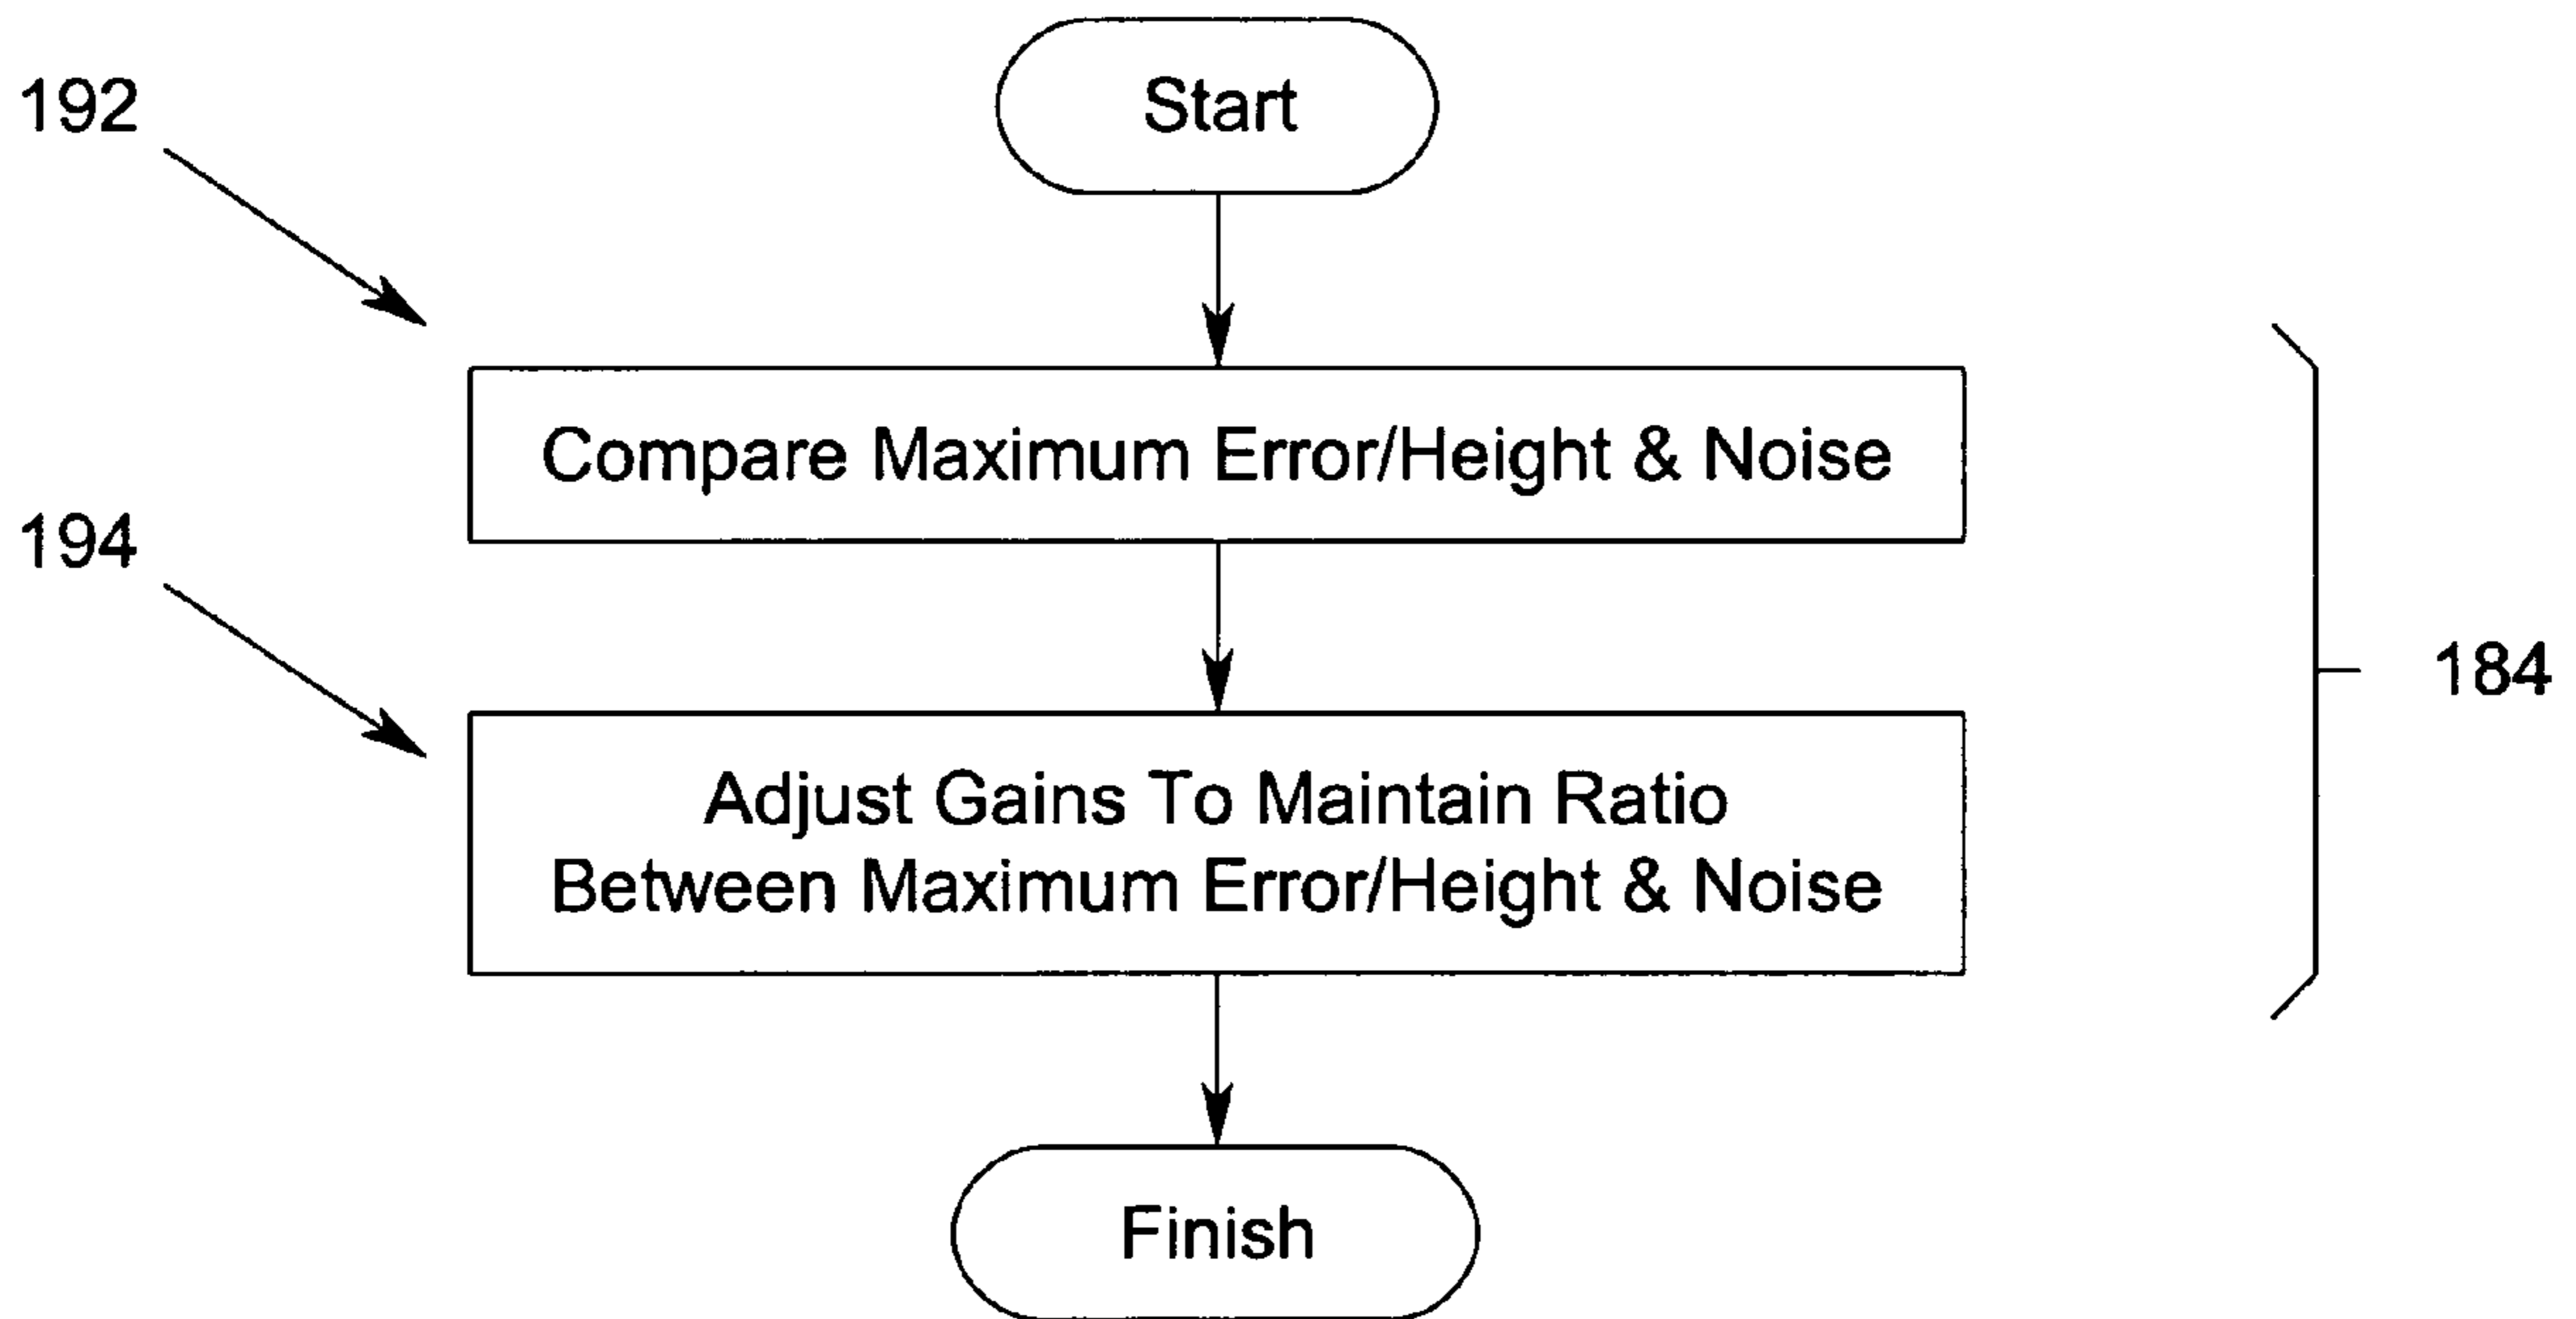 Start
192
Compare Maximum Error/Height & Noise
194
Adjust Gains To Maintain Ratio
Between Maximum Error/Height & Noise
184
Finish